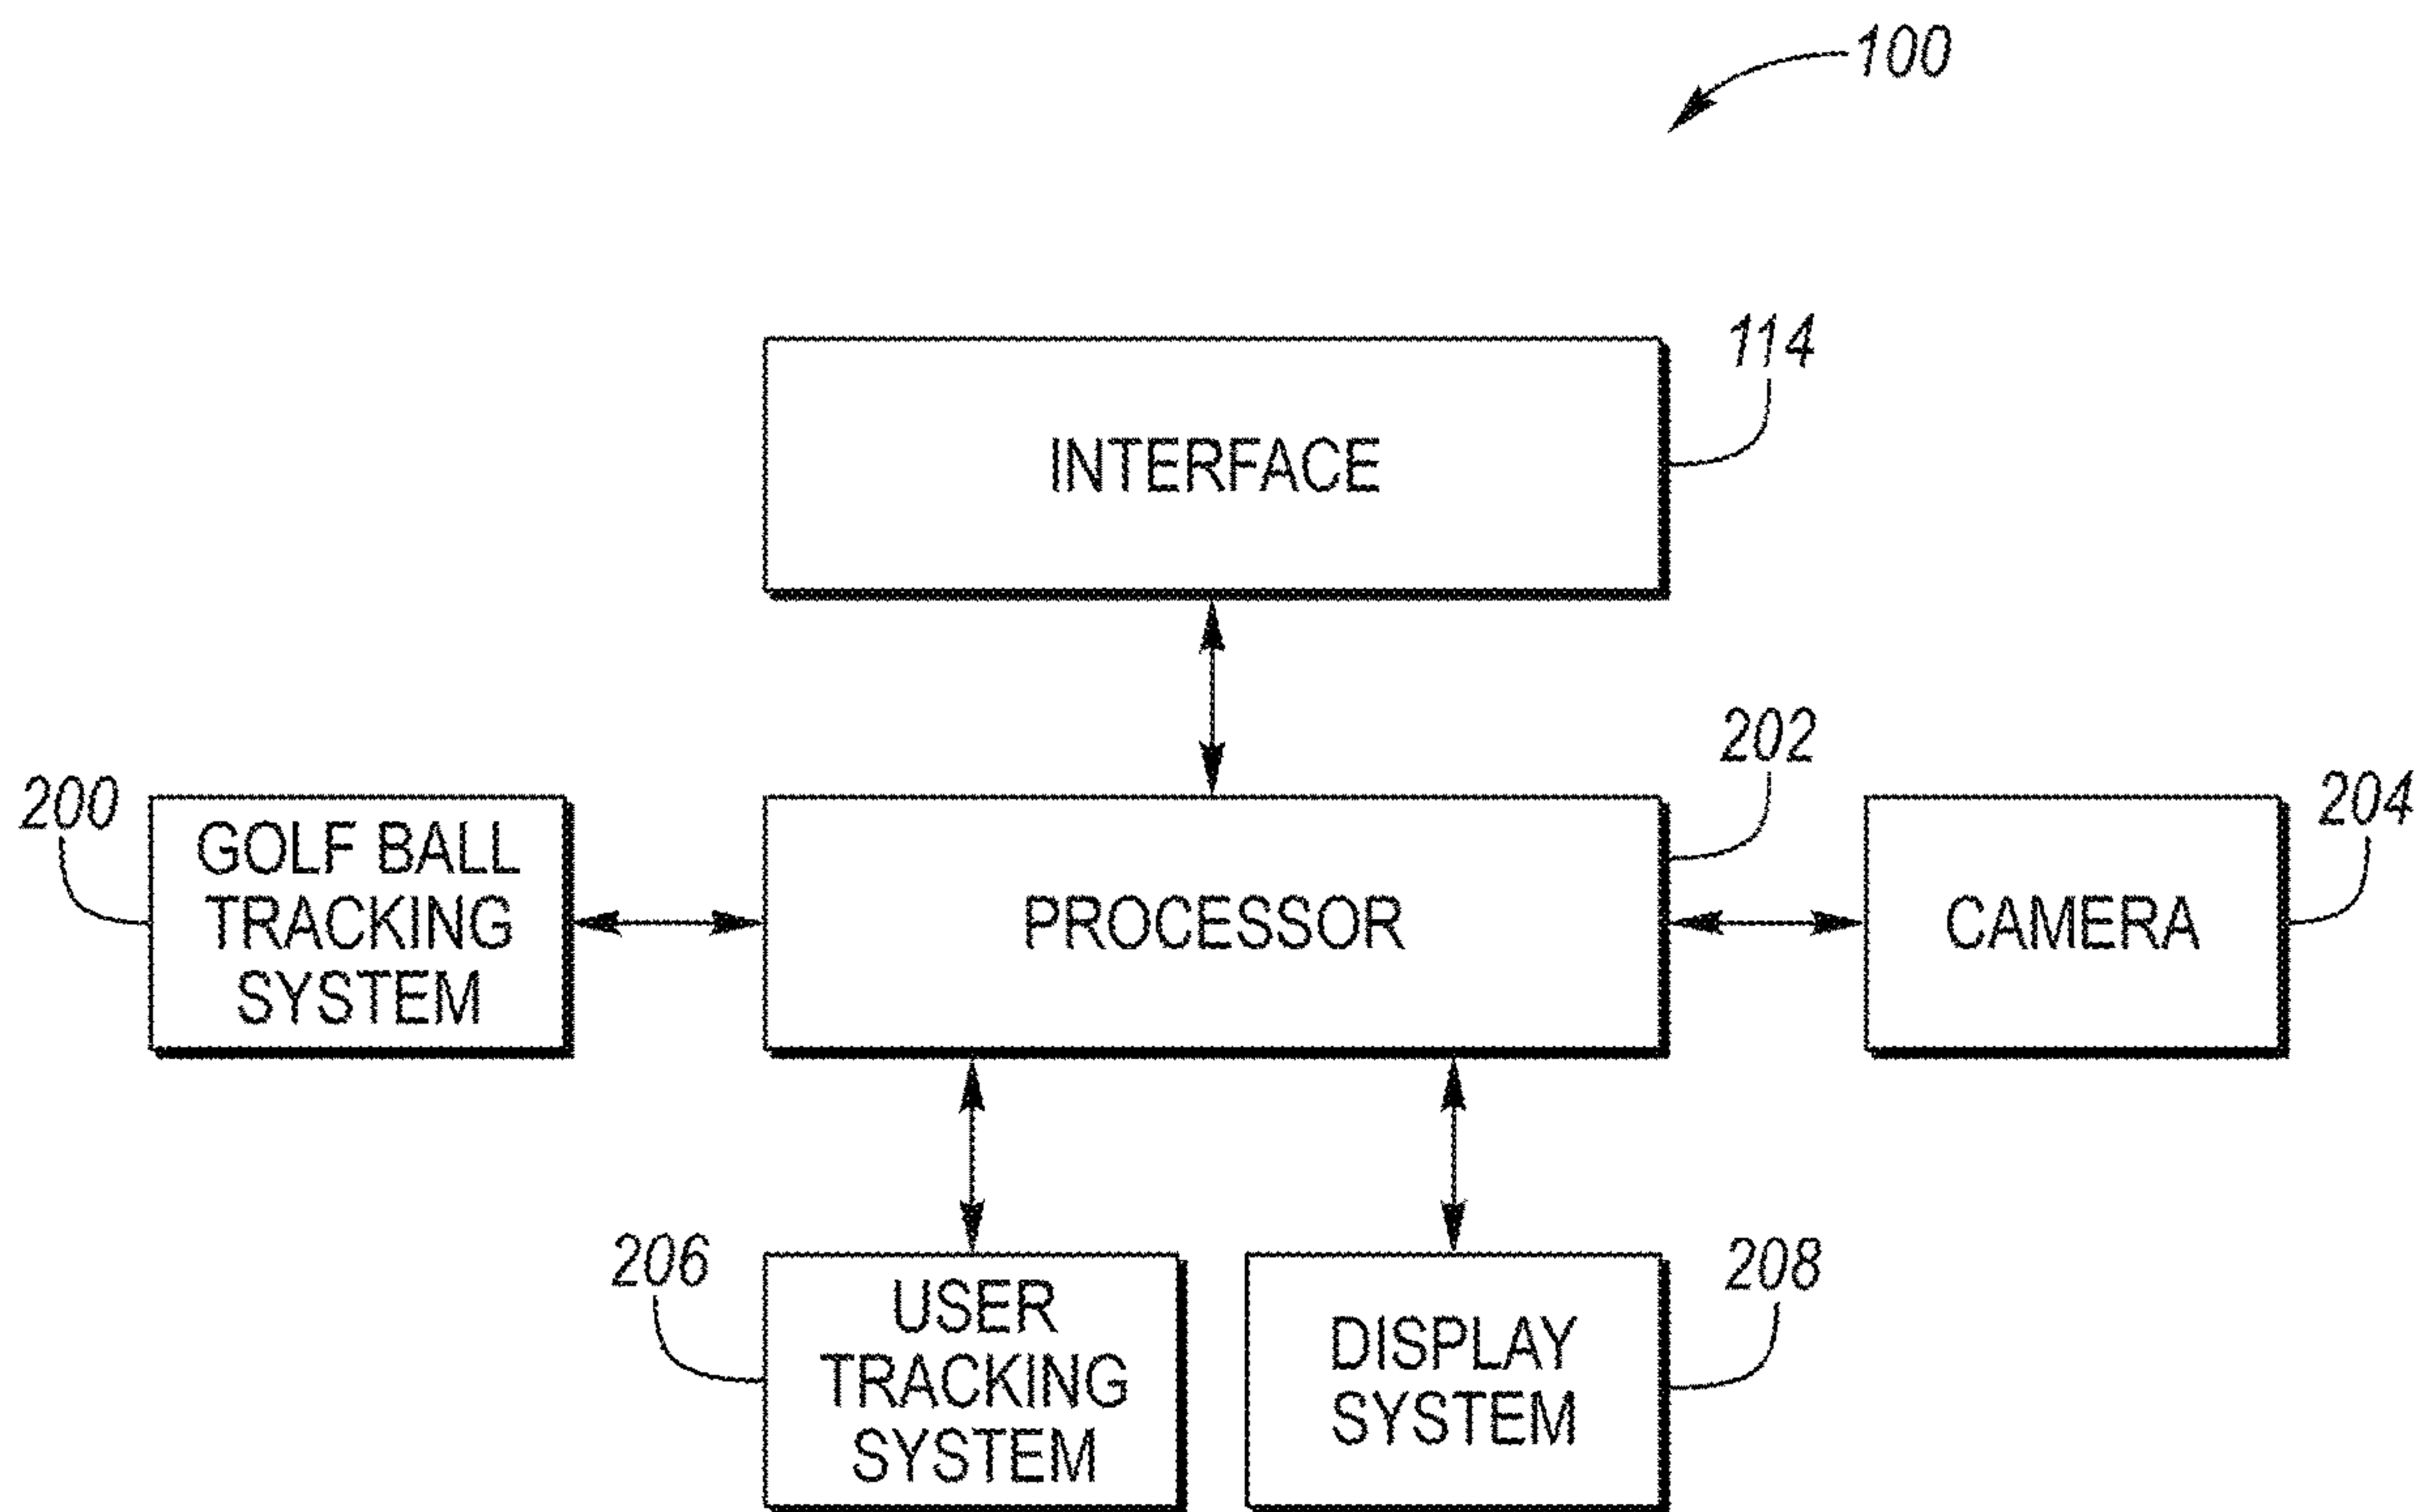 100
114
INTERFACE
202
200
204
GOLF BALL
TRACKING
SYSTEM
PROCESSOR
CAMERA
206
208
USER
TRACKING
SYSTEM
DISPLAY
SYSTEM